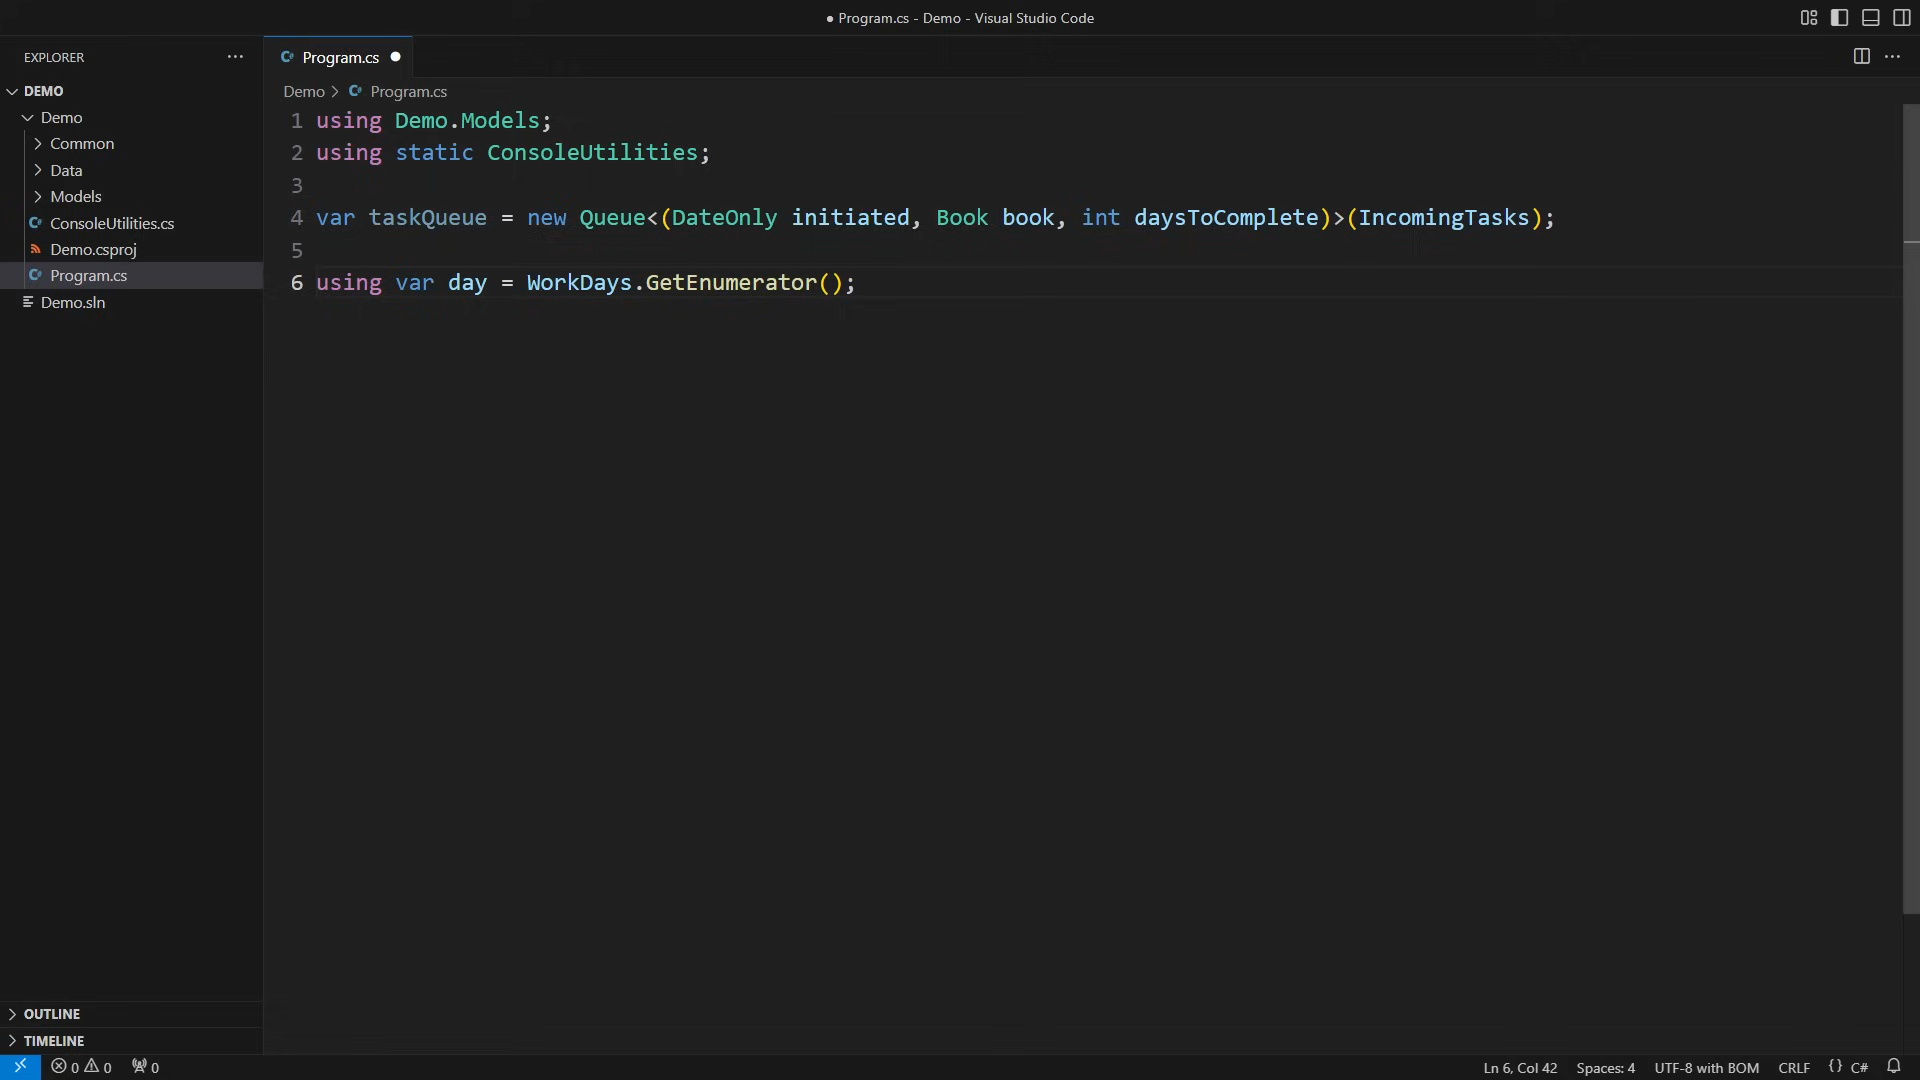 ● Program.cs - Demo - Visual Studio Code
EXPLORER
DEMO
Demo
Common
Data
Models
ConsoleUtilities.cs
Demo.csproj
Program.cs
Demo.sln
OUTLINE
TIMELINE
Program.cs
Demo > Program.cs
1 using Demo.Models;
2 using static ConsoleUtilities;
3
4 var taskQueue = new Queue<(DateOnly initiated, Book book, int daysToComplete)>(IncomingTasks);
5
6 using var day = WorkDays.GetEnumerator();
0 0 0 Ln 6, Col 42 Spaces: 4 UTF-8 with BOM CRLF {} C#